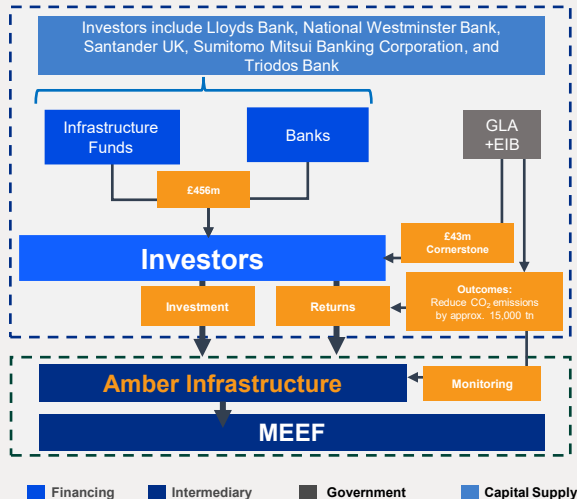 Investors include Lloyds Bank, National Westminster Bank,
Santander UK, Sumitomo Mitsui Banking Corporation, and
Triodos Bank
Infrastructure
Funds
Banks
GLA
+EIB
£456m
£43m
Cornerstone
Investors
Investment
Returns
Outcomes:
Reduce CO₂ emissions
by approx. 15,000 tn
Amber Infrastructure
Monitoring
MEEF
Financing
Intermediary
Government
Capital Supply